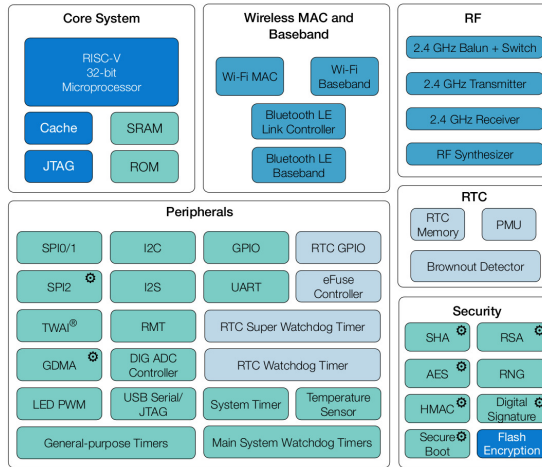 Core System
RISC-V
32-bit
Microprocessor
Cache
SRAM
JTAG
ROM
Wireless MAC and
Baseband
Wi-Fi MAC
Wi-Fi
Baseband
Bluetooth LE
Link Controller
Bluetooth LE
Baseband
RF
2.4 GHz Balun + Switch
2.4 GHz Transmitter
2.4 GHz Receiver
RF Synthesizer
RTC
RTC
Memory
PMU
Brownout Detector
Peripherals
SPI0/1
I2C
GPIO
RTC GPIO
SPI2
I2S
UART
eFuse
Controller
TWAI®
RMT
RTC Super Watchdog Timer
GDMA
DIG ADC
Controller
RTC Watchdog Timer
LED PWM
USB Serial/
JTAG
System Timer
Temperature
Sensor
General-purpose Timers
Main System Watchdog Timers
Security
SHA
RSA
AES
RNG
HMAC
Digital
Signature
Secure
Boot
Flash
Encryption